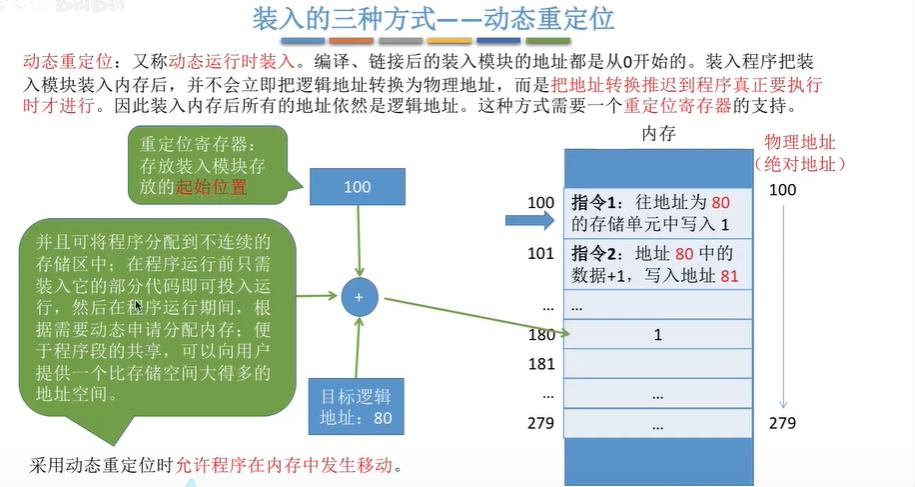 装入的三种方式——动态重定位
动态重定位：又称动态运行时装入。编译、链接后的装入模块的地址都是从0开始的。装入程序把装
入模块装入内存后，并不会立即把逻辑地址转换为物理地址，而是把地址转换推迟到程序真正要执行
时才进行。因此装入内存后所有的地址依然是逻辑地址。这种方式需要一个重定位寄存器的支持。
重定位寄存器：
存放装入模块存
放的起始位置
100
并且可将程序分配到不连续的
存储区中；在程序运行前只需
装入它的部分代码即可投入运
行，然后在程序运行期间，根
据需要动态申请分配内存；便
于程序段的共享，可以向用户
提供一个比存储空间大得多的
地址空间。
+
目标逻辑
地址：80
内存
物理地址
（绝对地址）
100
100
指令1：往地址为 80
的存储单元中写入 1
101
指令2：地址 80 中的
数据+1，写入地址 81
...
...
180
1
181
...
...
279
...
279
采用动态重定位时允许程序在内存中发生移动。